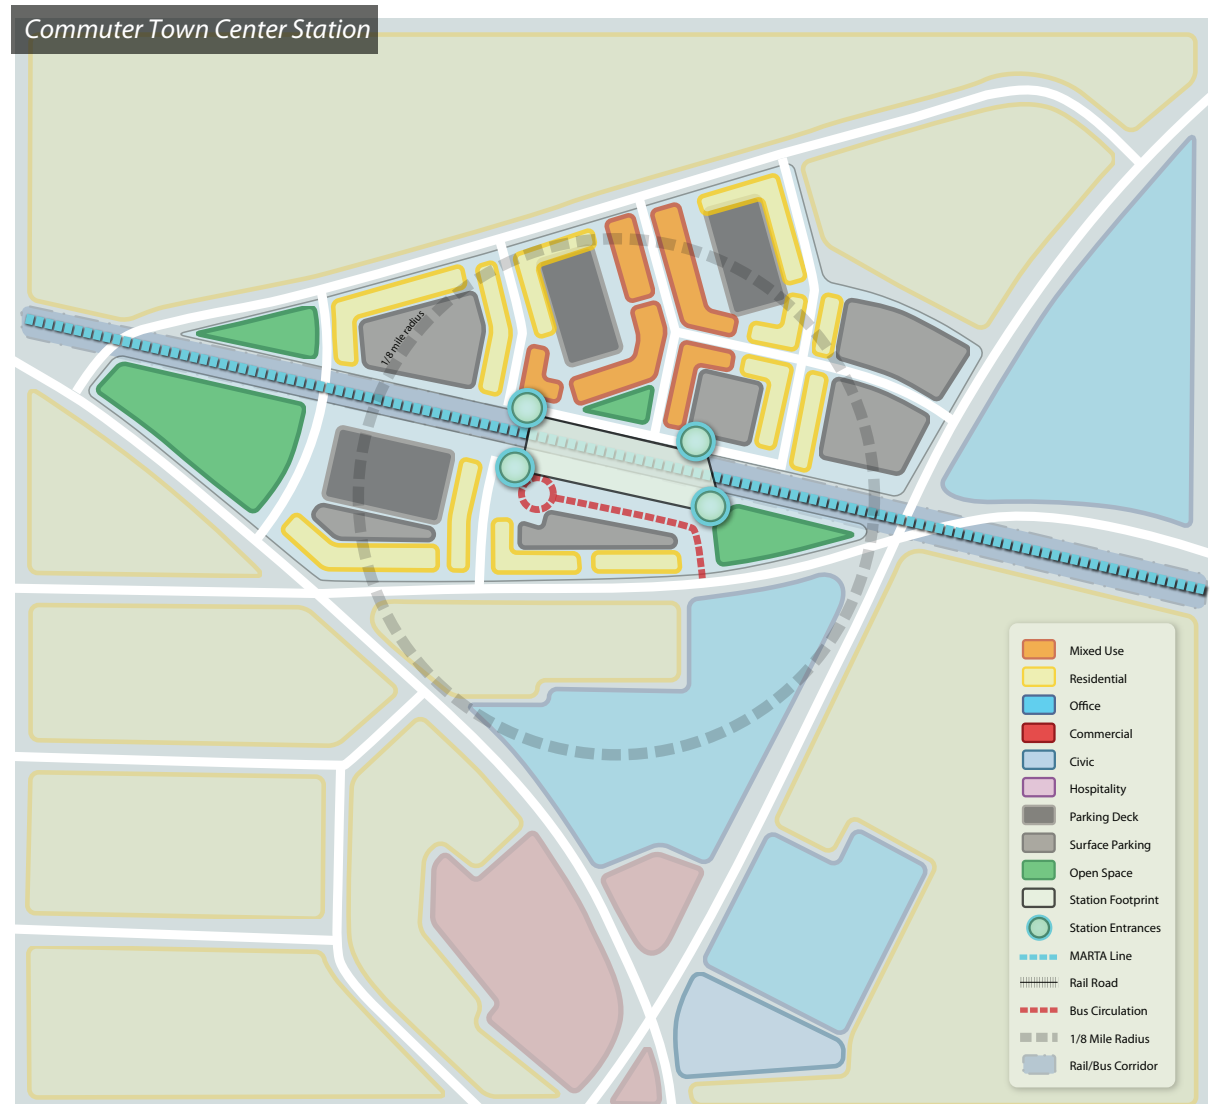 Commuter Town Center Station
1/8 mile radius
Mixed Use
Residential
Office
Commercial
Civic
Hospitality
Parking Deck
Surface Parking
Open Space
Station Footprint
Station Entrances
MARTA Line
Rail Road
Bus Circulation
1/8 Mile Radius
Rail/Bus Corridor